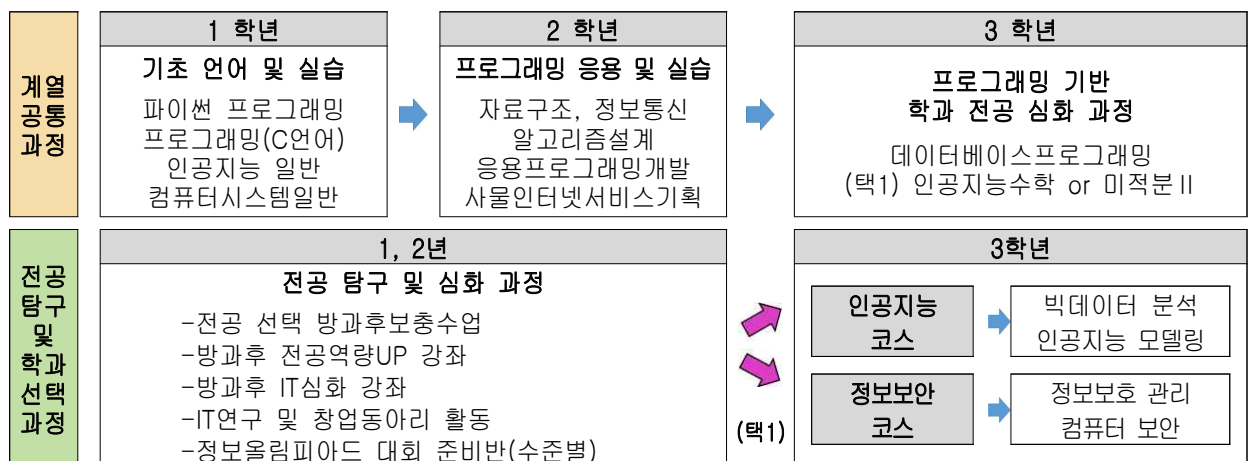 계열
공통
과정
1 학년
기초 언어 및 실습
파이썬 프로그래밍
프로그래밍(C언어)
인공지능 일반
컴퓨터시스템일반
2 학년
프로그래밍 응용 및 실습
자료구조, 정보통신
알고리즘설계
응용프로그래밍개발
사물인터넷서비스기획
3 학년
프로그래밍 기반
학과 전공 심화 과정
데이터베이스프로그래밍
(택1) 인공지능수학 or 미적분Ⅱ
전공
탐구
및
학과
선택
과정
1, 2년
전공 탐구 및 심화 과정
-전공 선택 방과후보충수업
-방과후 전공역량UP 강좌
-방과후 IT심화 강좌
-IT연구 및 창업동아리 활동
-정보올림피아드 대회 준비반(수준별)
(택1)
3학년
인공지능
코스
빅데이터 분석
인공지능 모델링
정보보안
코스
정보보호 관리
컴퓨터 보안